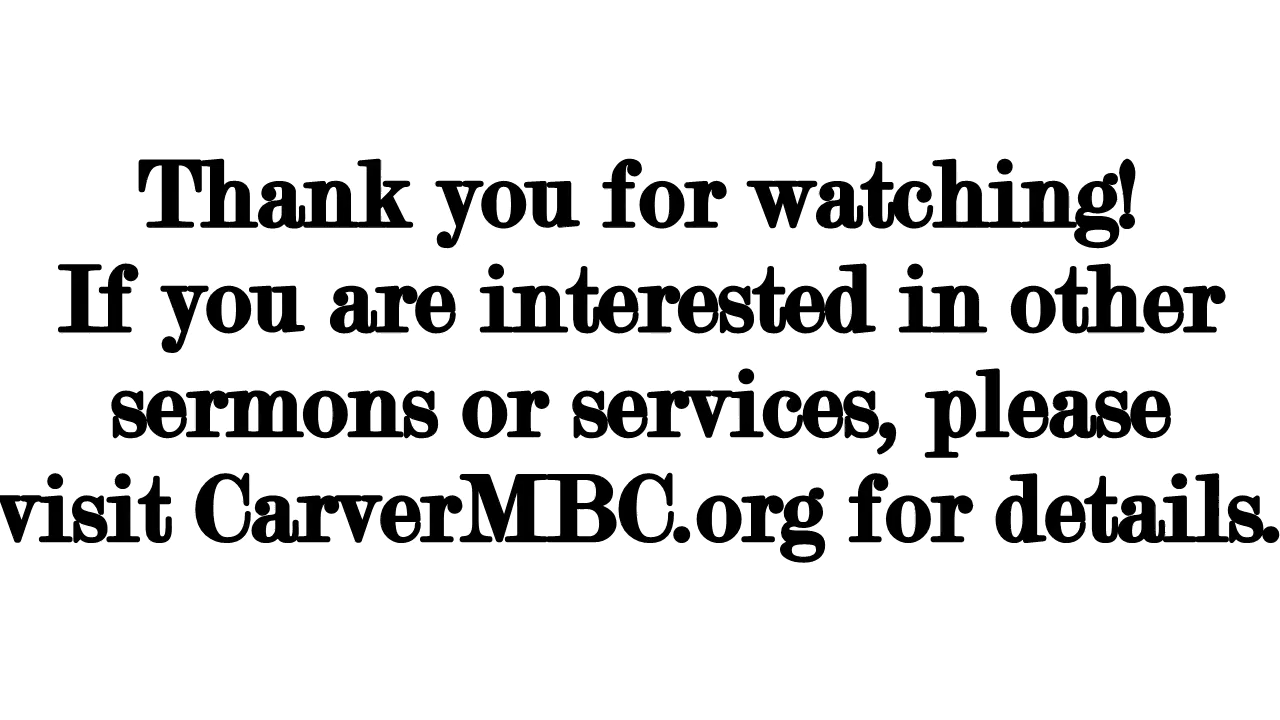 Thank you for watching!
If you are interested in other
sermons or services, please
visit CarverMBC.org for details.